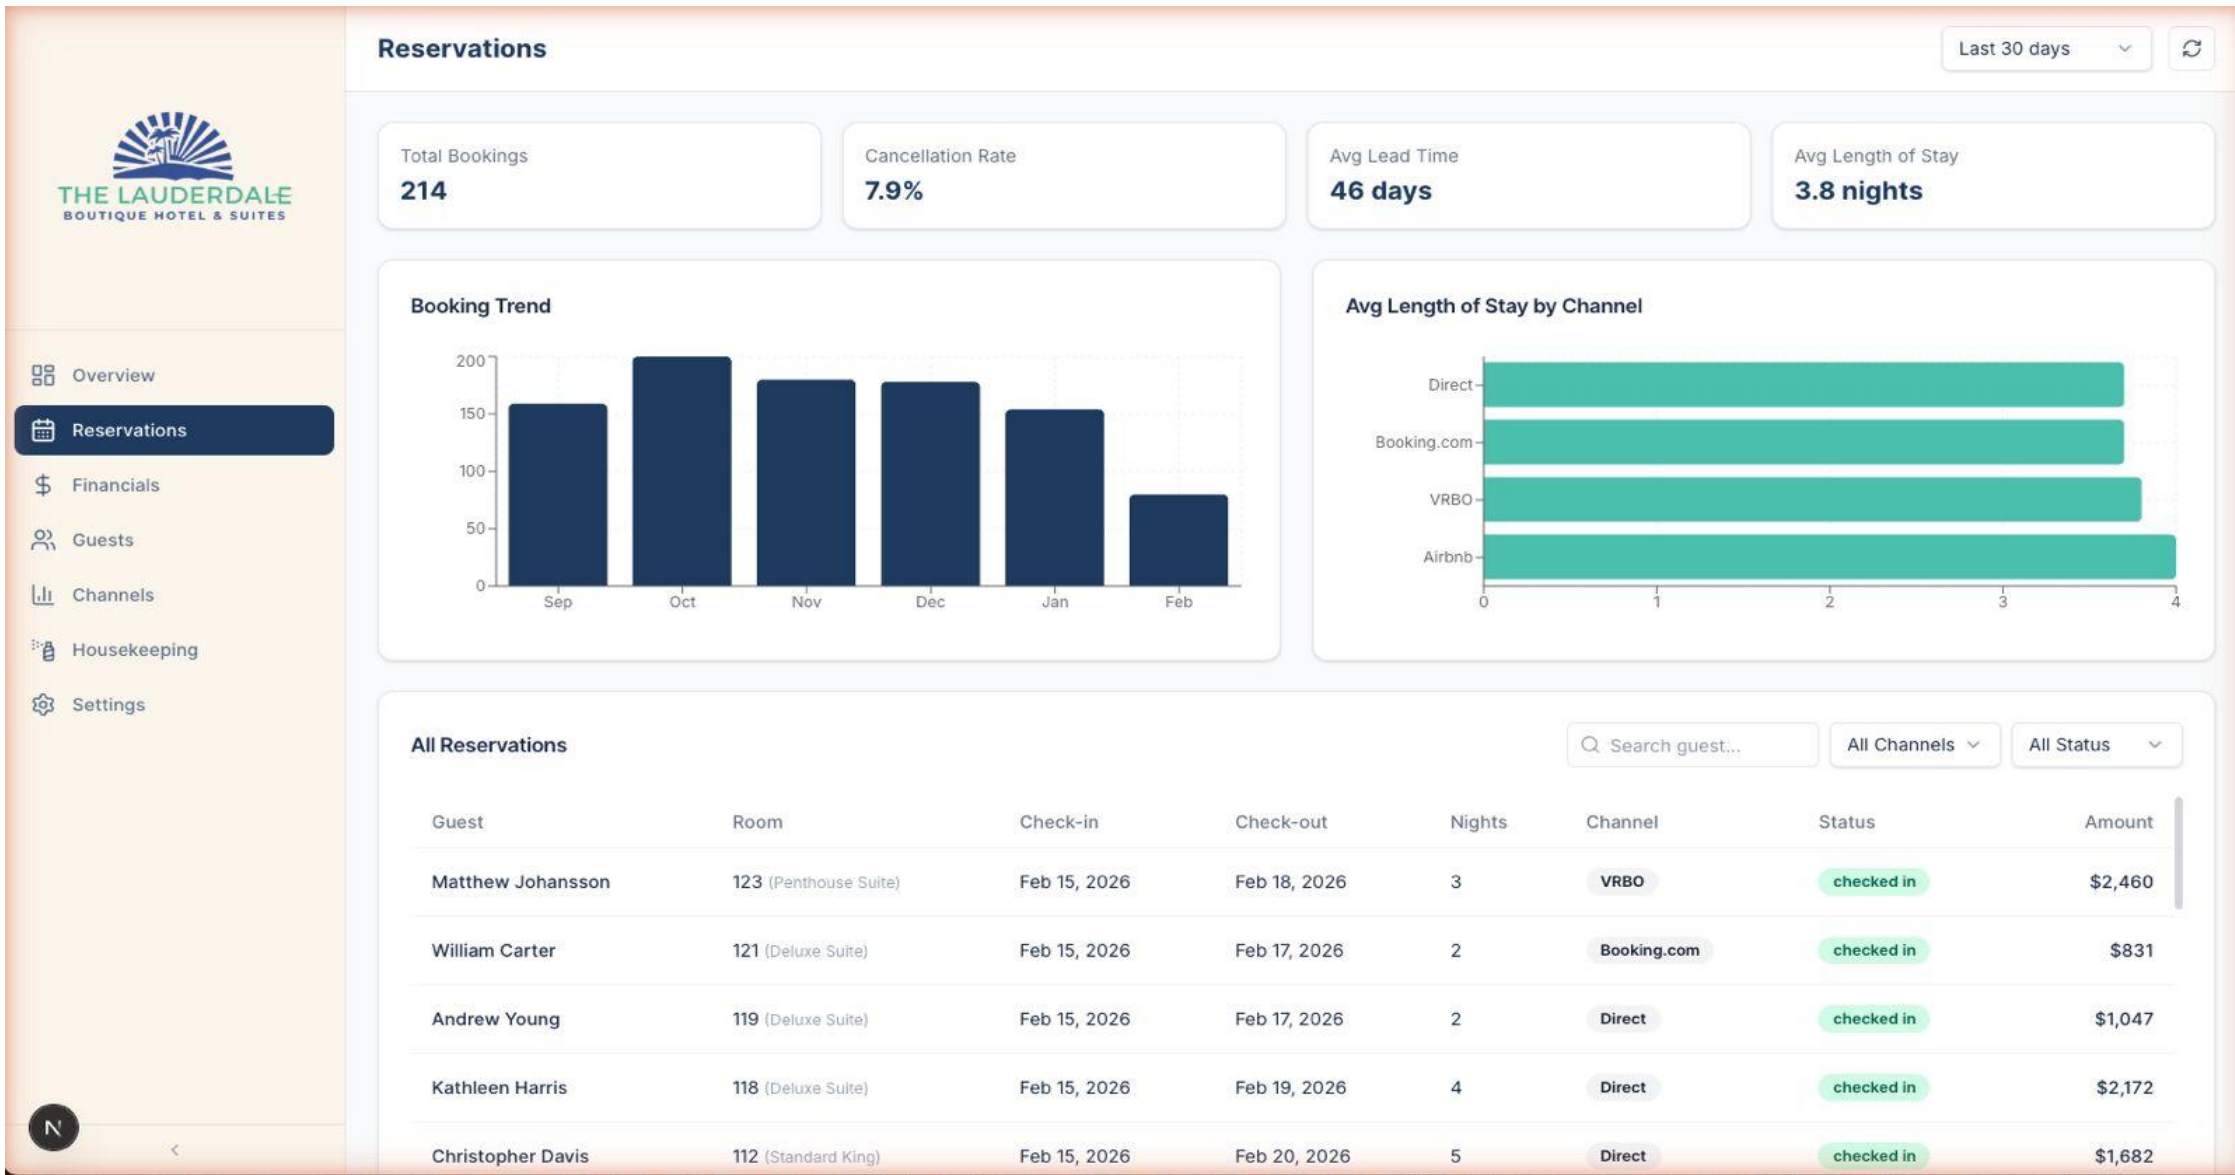 Reservations
Last 30 days
THE LAUDERDALE
BOUTIQUE HOTEL & SUITES
Overview
Reservations
Financials
Guests
Channels
Housekeeping
Settings
N
Total Bookings
214
Cancellation Rate
7.9%
Avg Lead Time
46 days
Avg Length of Stay
3.8 nights
Booking Trend
200
150
100
50
0
Sep Oct Nov Dec Jan Feb
Avg Length of Stay by Channel
Direct
Booking.com
VRBO
Airbnb
0 1 2 3 4
All Reservations
Search guest...
All Channels
All Status
Guest Room Check-in Check-out Nights Channel Status Amount
Matthew Johansson 123 (Penthouse Suite) Feb 15, 2026 Feb 18, 2026 3 VRBO checked in $2,460
William Carter 121 (Deluxe Suite) Feb 15, 2026 Feb 17, 2026 2 Booking.com checked in $831
Andrew Young 119 (Deluxe Suite) Feb 15, 2026 Feb 17, 2026 2 Direct checked in $1,047
Kathleen Harris 118 (Deluxe Suite) Feb 15, 2026 Feb 19, 2026 4 Direct checked in $2,172
Christopher Davis 112 (Standard King) Feb 15, 2026 Feb 20, 2026 5 Direct checked in $1,682